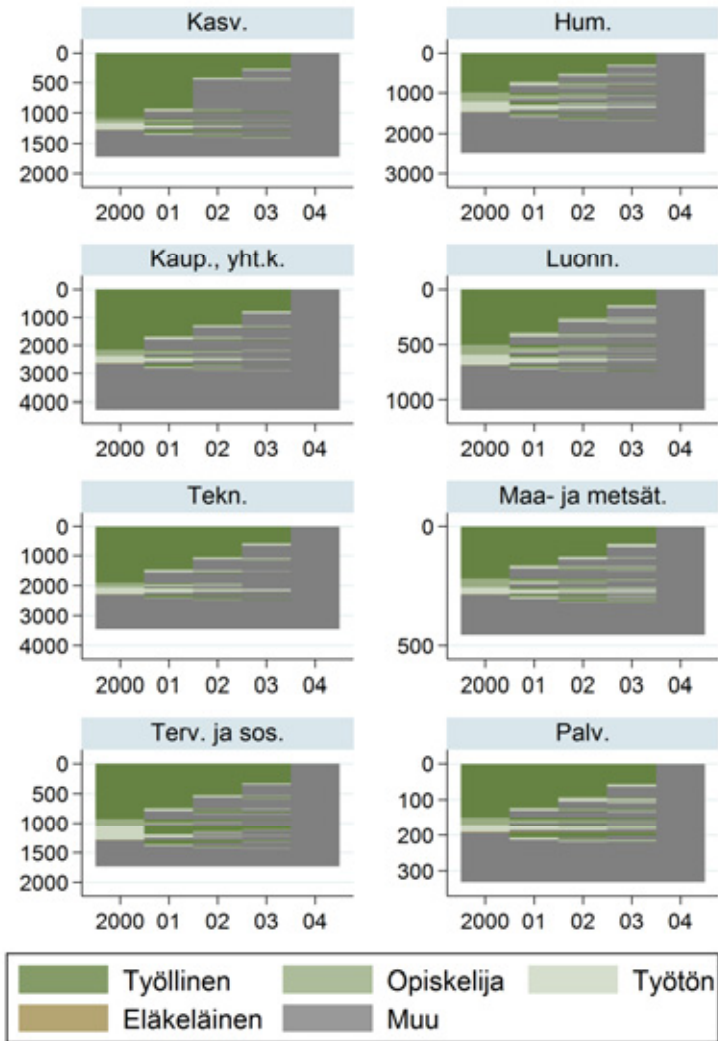 Kasv. Hum.
0 0
500 1000
1000 2000
1500 3000
2000
2000 01 02 03 04 2000 01 02 03 04
Kaup., yht.k. Luonn.
0 0
1000 500
2000 1000
3000
4000
2000 01 02 03 04 2000 01 02 03 04
Tekn. Maa- ja metsät.
0 0
1000 500
2000
3000
4000
2000 01 02 03 04 2000 01 02 03 04
Terv. ja sos. Palv.
0 0
500 100
1000 200
1500 300
2000
2000 01 02 03 04 2000 01 02 03 04
Työllinen Opiskelija Työtön
Eläkeläinen Muu